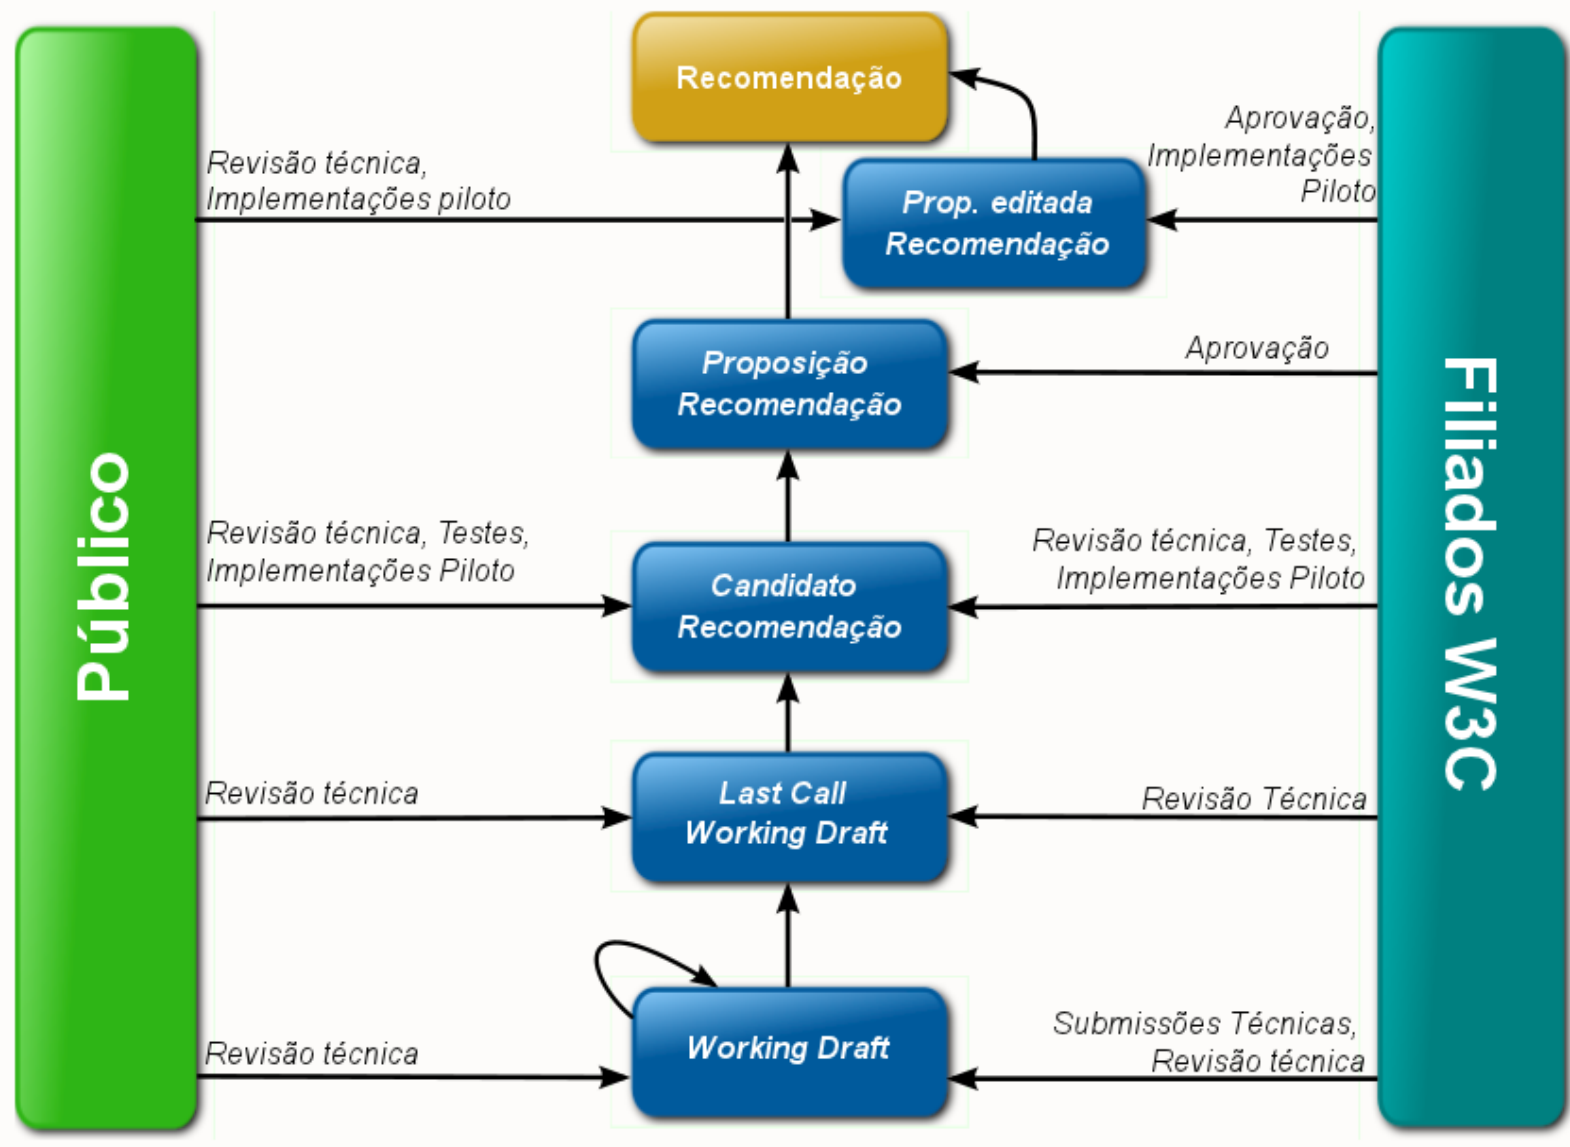 Recomendação
Aprovação,
Implementações
Piloto
Revisão técnica,
Implementações piloto
Prop. editada
Recomendação
Proposição
Recomendação
Aprovação
Público
Filiados W3C
Revisão técnica, Testes,
Implementações Piloto
Candidato
Recomendação
Revisão técnica, Testes,
Implementações Piloto
Revisão técnica
Last Call
Working Draft
Revisão Técnica
Revisão técnica
Working Draft
Submissões Técnicas,
Revisão técnica